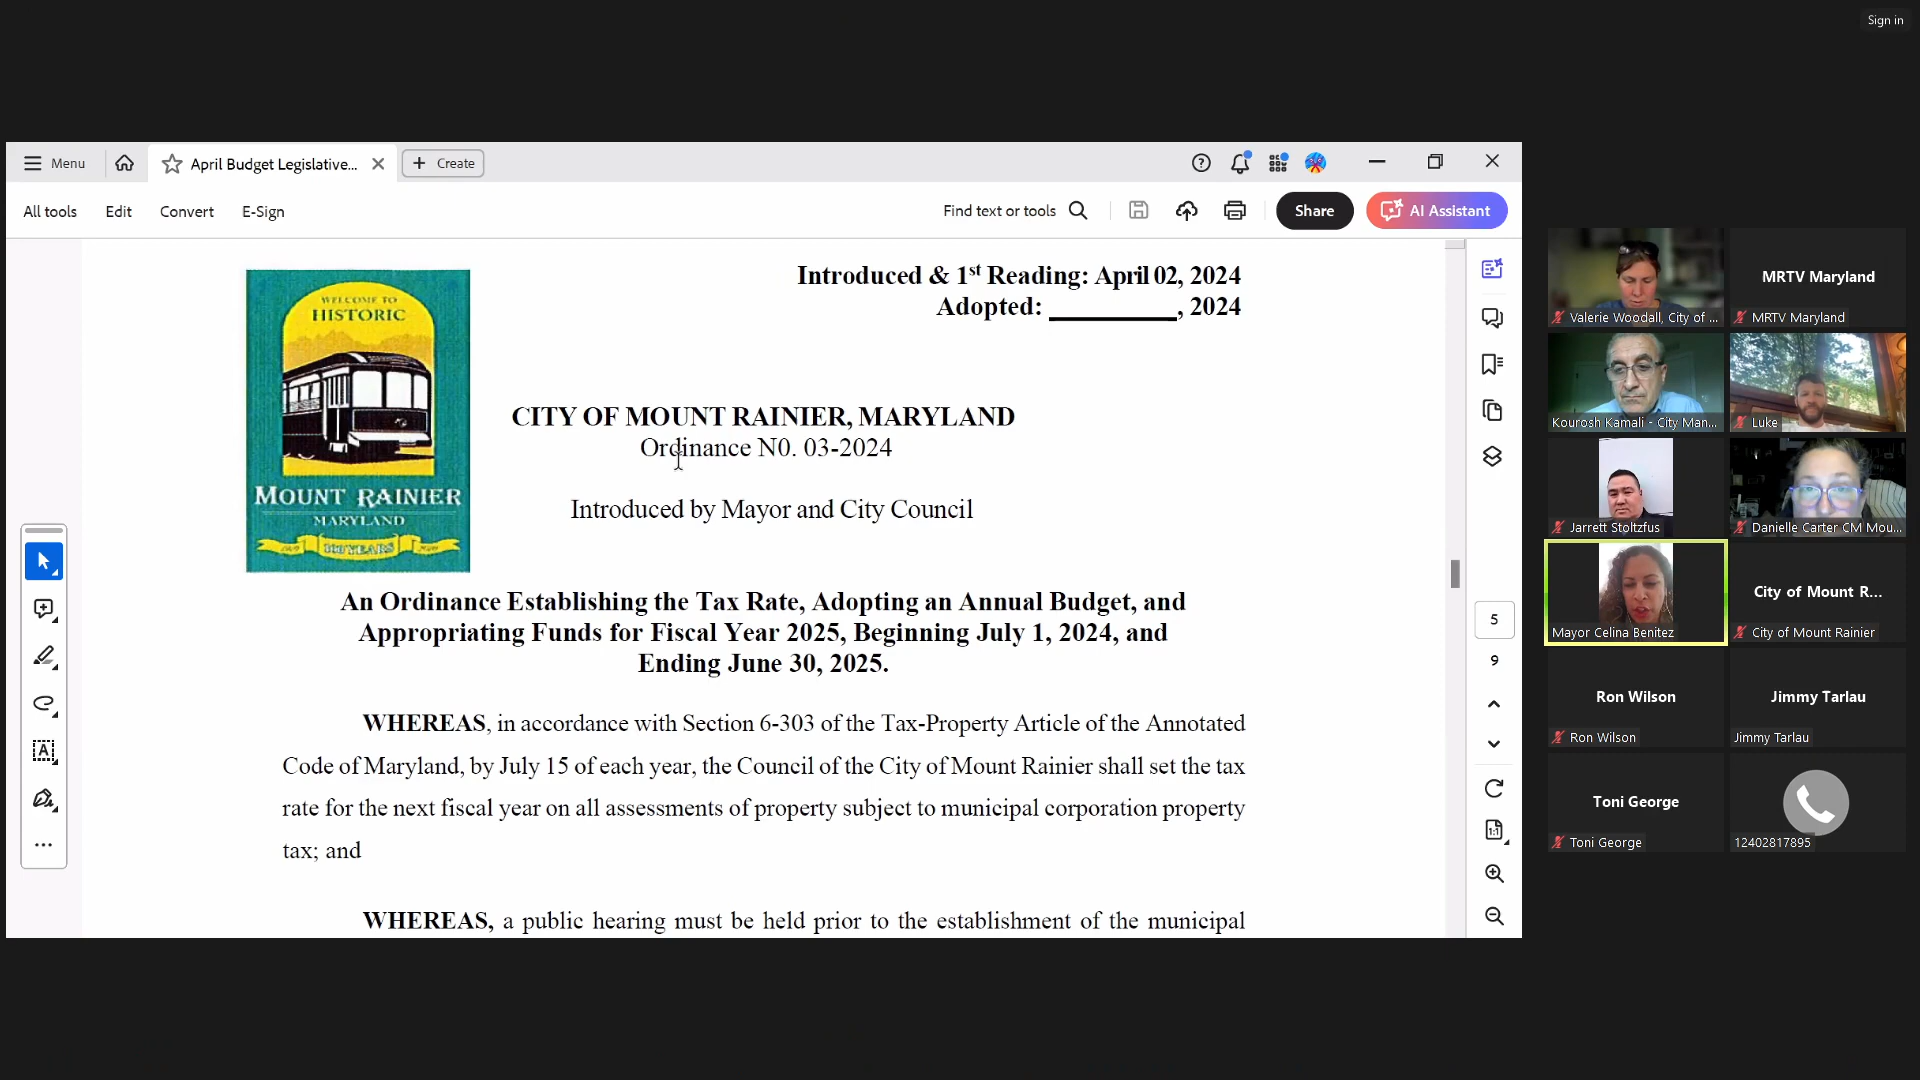 Sign in
Menu
April Budget Legislative...
Create
All tools
Edit
Convert
E-Sign
Find text or tools
Share
AI Assistant
Introduced & 1st Reading: April 02, 2024
Adopted: __________, 2024
WELCOME TO
HISTORIC
MOUNT RAINIER
MARYLAND
CITY OF MOUNT RAINIER, MARYLAND
Ordinance N0. 03-2024
Introduced by Mayor and City Council
An Ordinance Establishing the Tax Rate, Adopting an Annual Budget, and
Appropriating Funds for Fiscal Year 2025, Beginning July 1, 2024, and
Ending June 30, 2025.
WHEREAS, in accordance with Section 6-303 of the Tax-Property Article of the Annotated
Code of Maryland, by July 15 of each year, the Council of the City of Mount Rainier shall set the tax
rate for the next fiscal year on all assessments of property subject to municipal corporation property
tax; and
WHEREAS, a public hearing must be held prior to the establishment of the municipal
5
9
Valerie Woodall, City of ...
MRTV Maryland
MRTV Maryland
Kourosh Kamali - City Man...
Luke
Jarrett Stoltzfus
Danielle Carter CM Mou...
Mayor Celina Benitez
City of Mount R...
City of Mount Rainier
Ron Wilson
Ron Wilson
Jimmy Tarlau
Jimmy Tarlau
Toni George
Toni George
12402817895